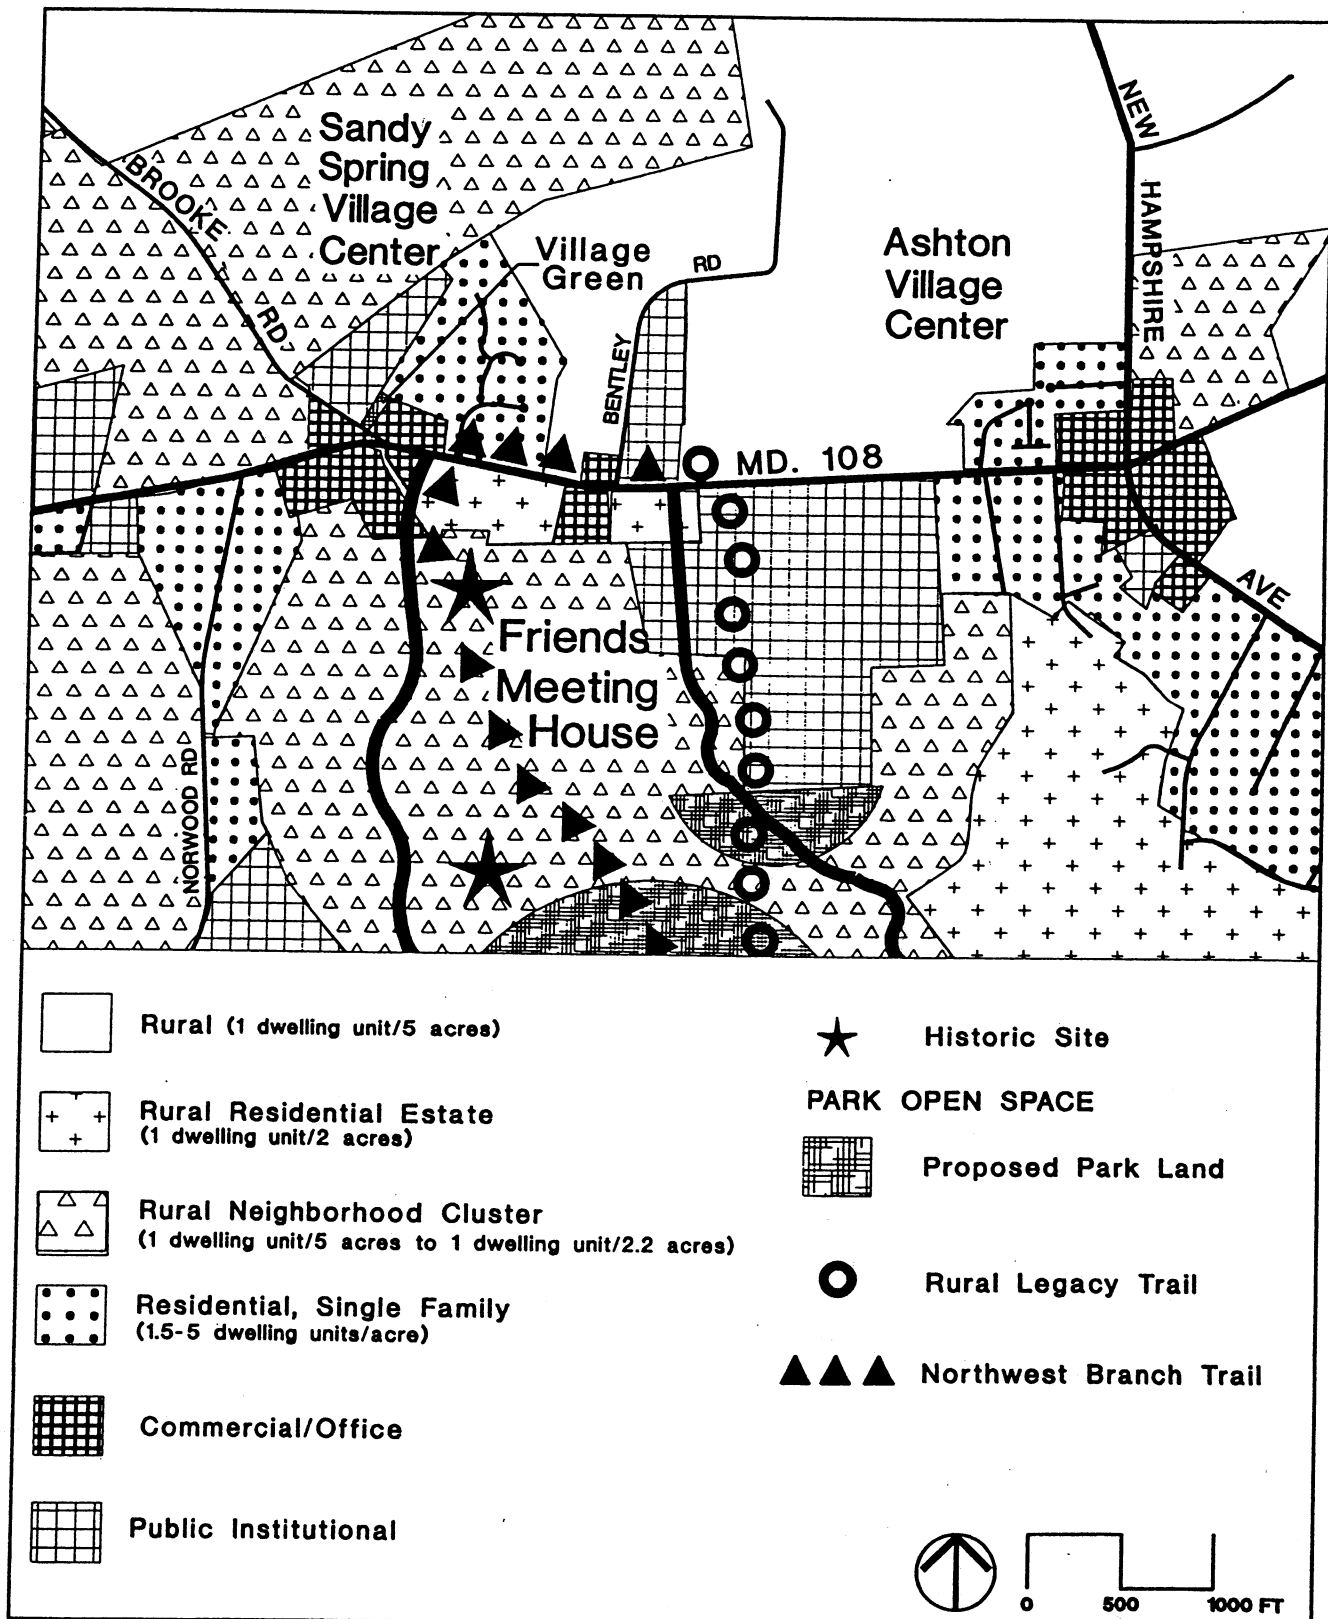 Sandy
Spring
Village
Center
BROOKE
RD.
Village
Green
BENTLEY
RD
Ashton
Village
Center
NEW
HAMPSHIRE
AVE
MD. 108
Friends
Meeting
House
NORWOOD RD
Rural (1 dwelling unit/5 acres)
Rural Residential Estate
(1 dwelling unit/2 acres)
Rural Neighborhood Cluster
(1 dwelling unit/5 acres to 1 dwelling unit/2.2 acres)
Residential, Single Family
(1.5-5 dwelling units/acre)
Commercial/Office
Public Institutional
Historic Site
PARK OPEN SPACE
Proposed Park Land
Rural Legacy Trail
Northwest Branch Trail
0 500 1000 FT